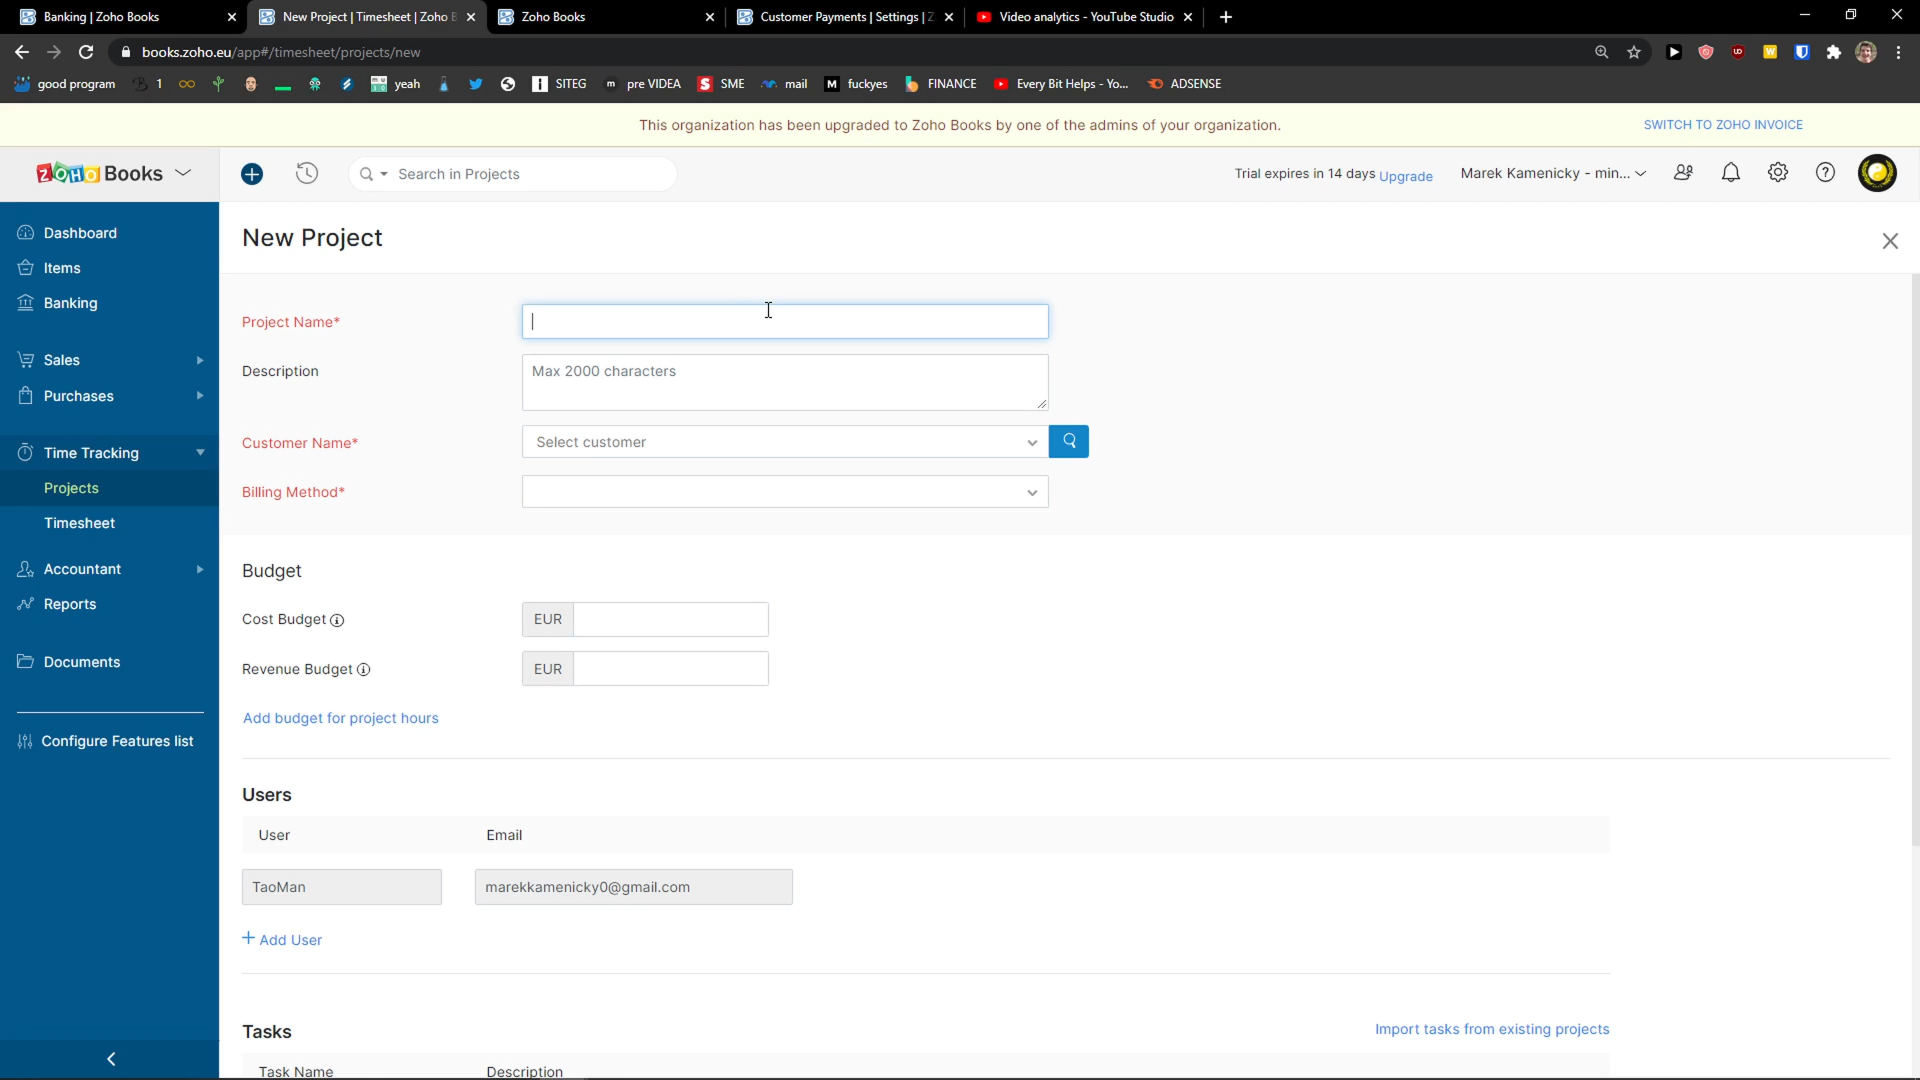 Banking | Zoho Books
New Project | Timesheet | Zoho B
Zoho Books
Customer Payments | Settings | Z
Video analytics - YouTube Studio
books.zoho.eu/app#/timesheet/projects/new
good program
1
yeah
SITEG
m pre VIDEA
S SME
mail
M fuckyes
FINANCE
Every Bit Helps - Yo...
ADSENSE
This organization has been upgraded to Zoho Books by one of the admins of your organization.
SWITCH TO ZOHO INVOICE
ZOHO Books
Search in Projects
Trial expires in 14 days Upgrade
Marek Kamenicky - min...
Dashboard
Items
Banking
Sales
Purchases
Time Tracking
Projects
Timesheet
Accountant
Reports
Documents
Configure Features list
New Project
Project Name*
Description
Max 2000 characters
Customer Name*
Select customer
Billing Method*
Budget
Cost Budget
EUR
Revenue Budget
EUR
Add budget for project hours
Users
User
Email
TaoMan
marekkamenicky0@gmail.com
+ Add User
Tasks
Import tasks from existing projects
Task Name
Description